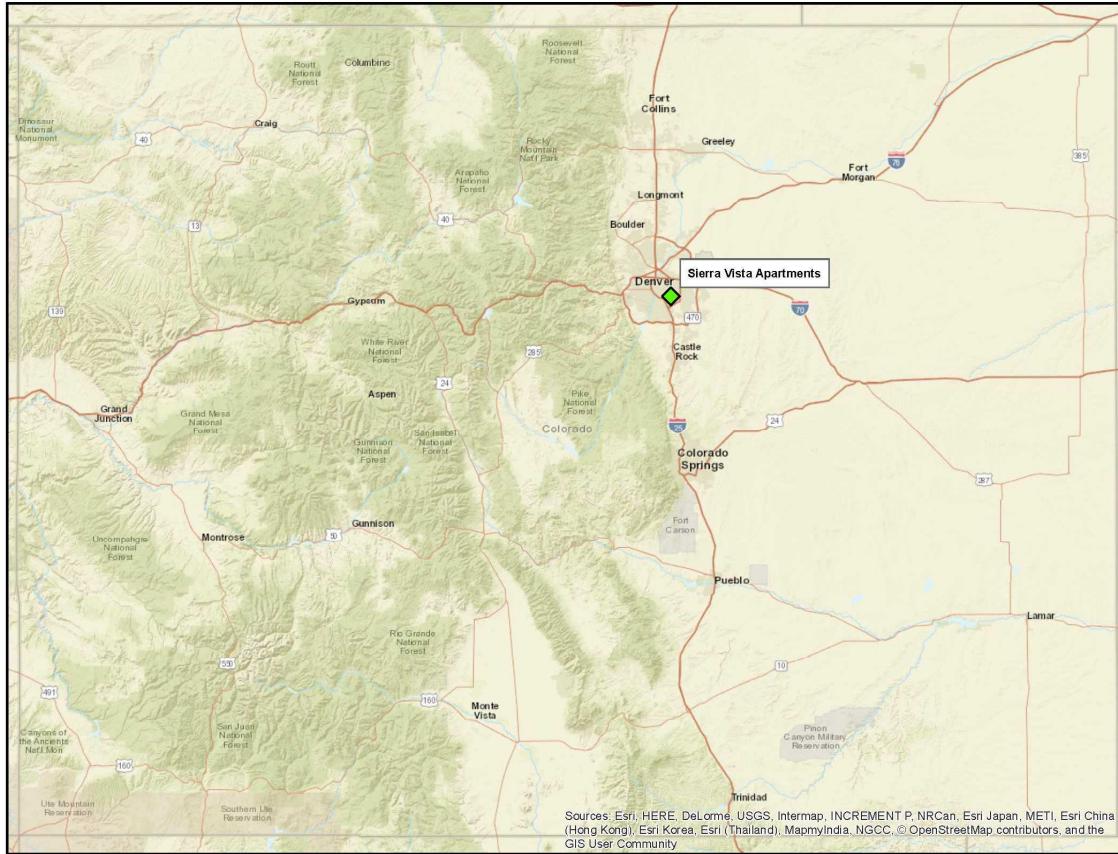 Roosevelt
National
Forest
Routt
National
Forest
Columbine
Fort
Collins
Dinosaur
National
Monument
40
Craig
Rocky
Mountain
Nat'l Park
Greeley
385
76
Arapaho
National
Forest
Fort
Morgan
Longmont
13
40
Boulder
Sierra Vista Apartments
Denver
Gypsum
139
70
470
White River
National
Forest
285
Castle
Rock
24
Aspen
Pike
National
Forest
Grand
Junction
Grand Mesa
National
Forest
Colorado
24
25
San Isabel
National
Forest
Gunnison
National
Forest
Colorado
Springs
287
Fort
Carson
Gunnison
50
Montrose
Uncompahgre
National
Forest
Pueblo
Lamar
Rio Grande
National
Forest
550
10
491
160
Monte
Vista
San Juan
National
Forest
Canyons of
the Ancients
Nat'l Mon
Pinon
Canyon Military
Reservation
160
Trinidad
Ute Mountain
Reservation
Southern Ute
Reservation
Sources: Esri, HERE, DeLorme, USGS, Intermap, INCREMENT P, NRCan, Esri Japan, METI, Esri China
(Hong Kong), Esri Korea, Esri (Thailand), MapmyIndia, NGCC, © OpenStreetMap contributors, and the
GIS User Community